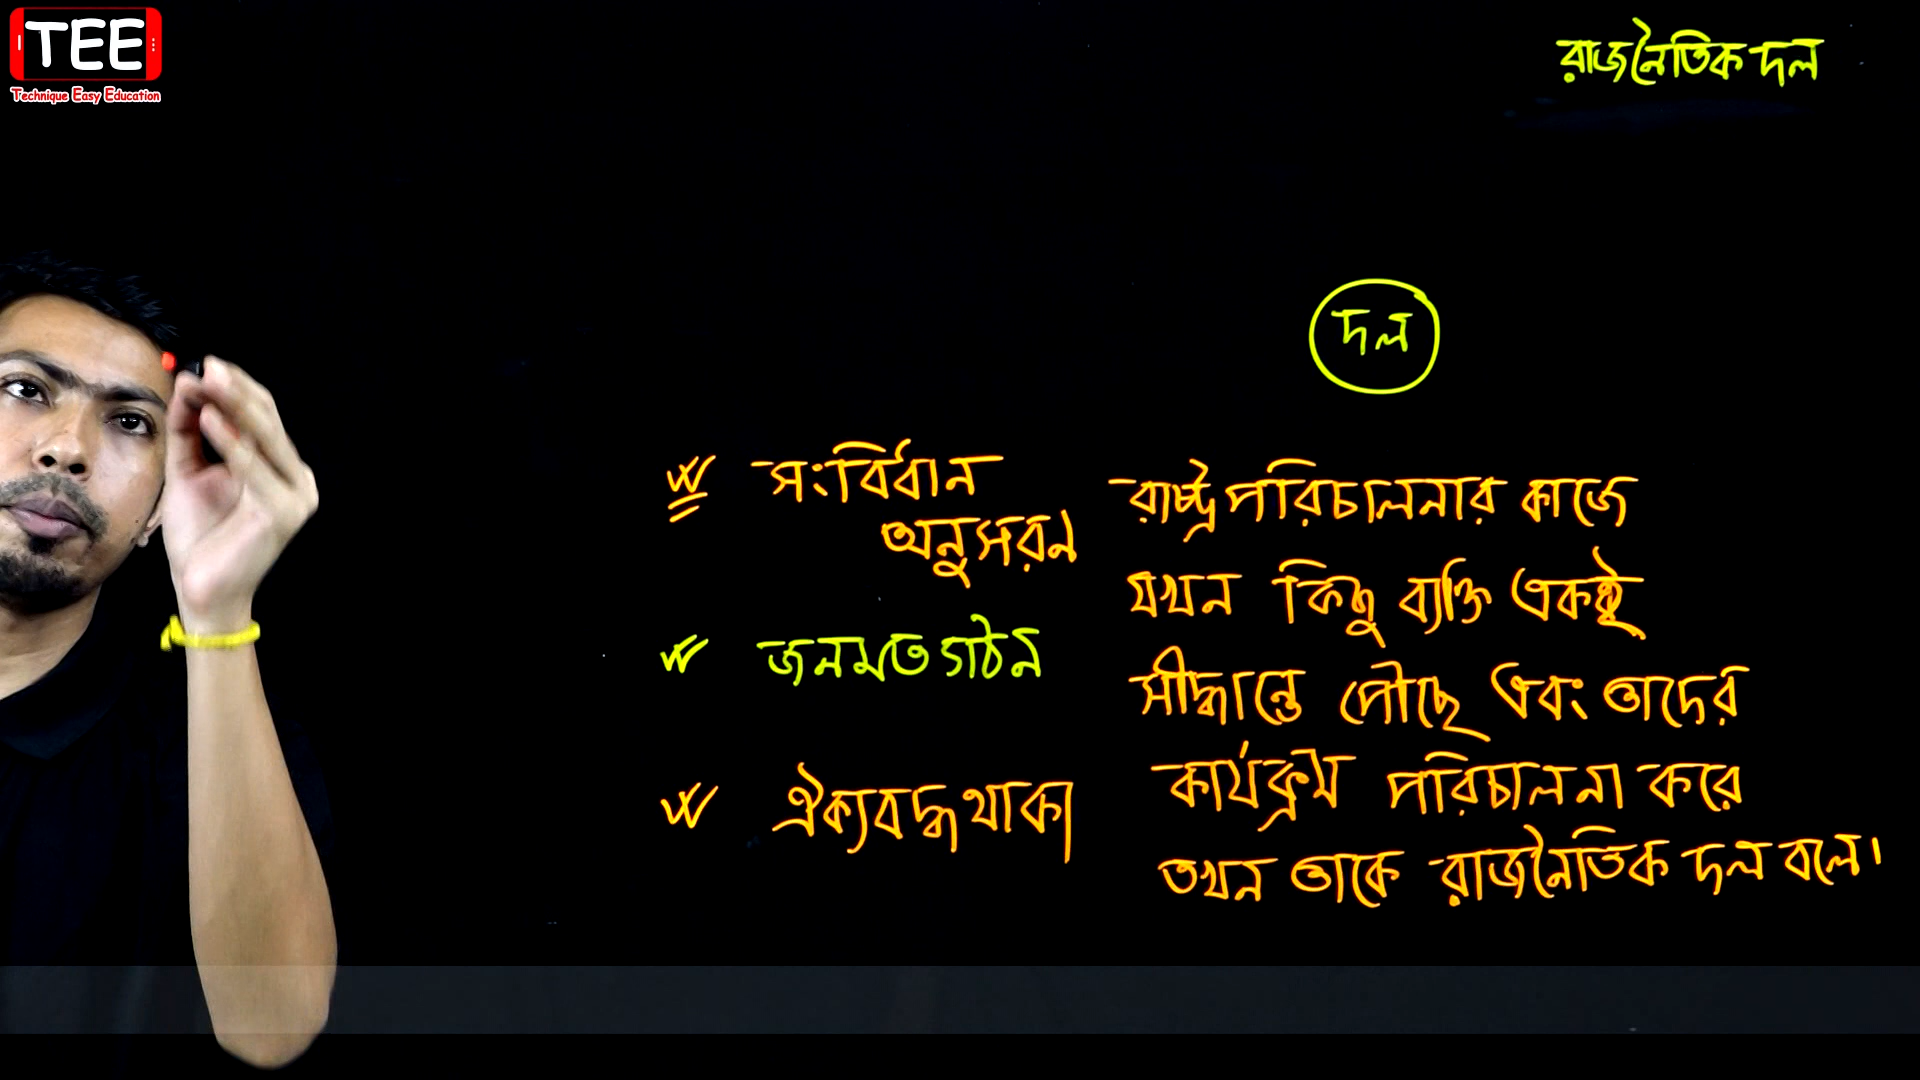 TEE
Technique Easy Education
রাজনৈতিক দল
দল
সংবিধান
অনুসরন
জনমত গঠন
ঐক্যবদ্ধ থাকা
রাষ্ট্র পরিচালনার কাজে
যখন কিছু ব্যক্তি একই
সীদ্ধান্তে পৌছে এবং তাদের
কার্যক্রম পরিচালনা করে
তখন তাকে রাজনৈতিক দল বলে।